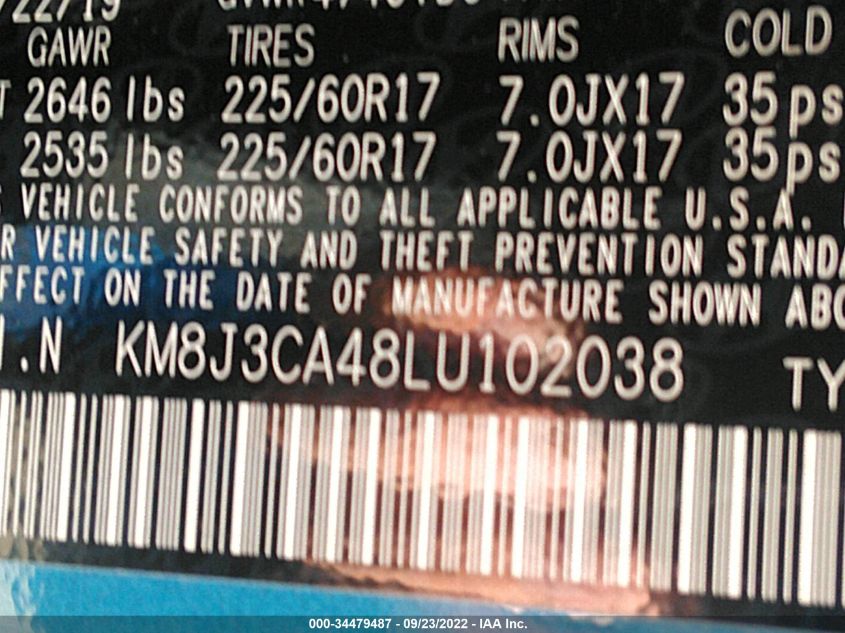 /22/19
GAWR TIRES RIMS COLD
T 2646 lbs 225/60R17 7.0JX17 35 ps
2535 lbs 225/60R17 7.0JX17 35 ps
VEHICLE CONFORMS TO ALL APPLICABLE U.S.A.
R VEHICLE SAFETY AND THEFT PREVENTION STANDA
FFECT ON THE DATE OF MANUFACTURE SHOWN ABO
I.N KM8J3CA48LU102038 TY
000-34479487 - 09/23/2022 - IAA Inc.